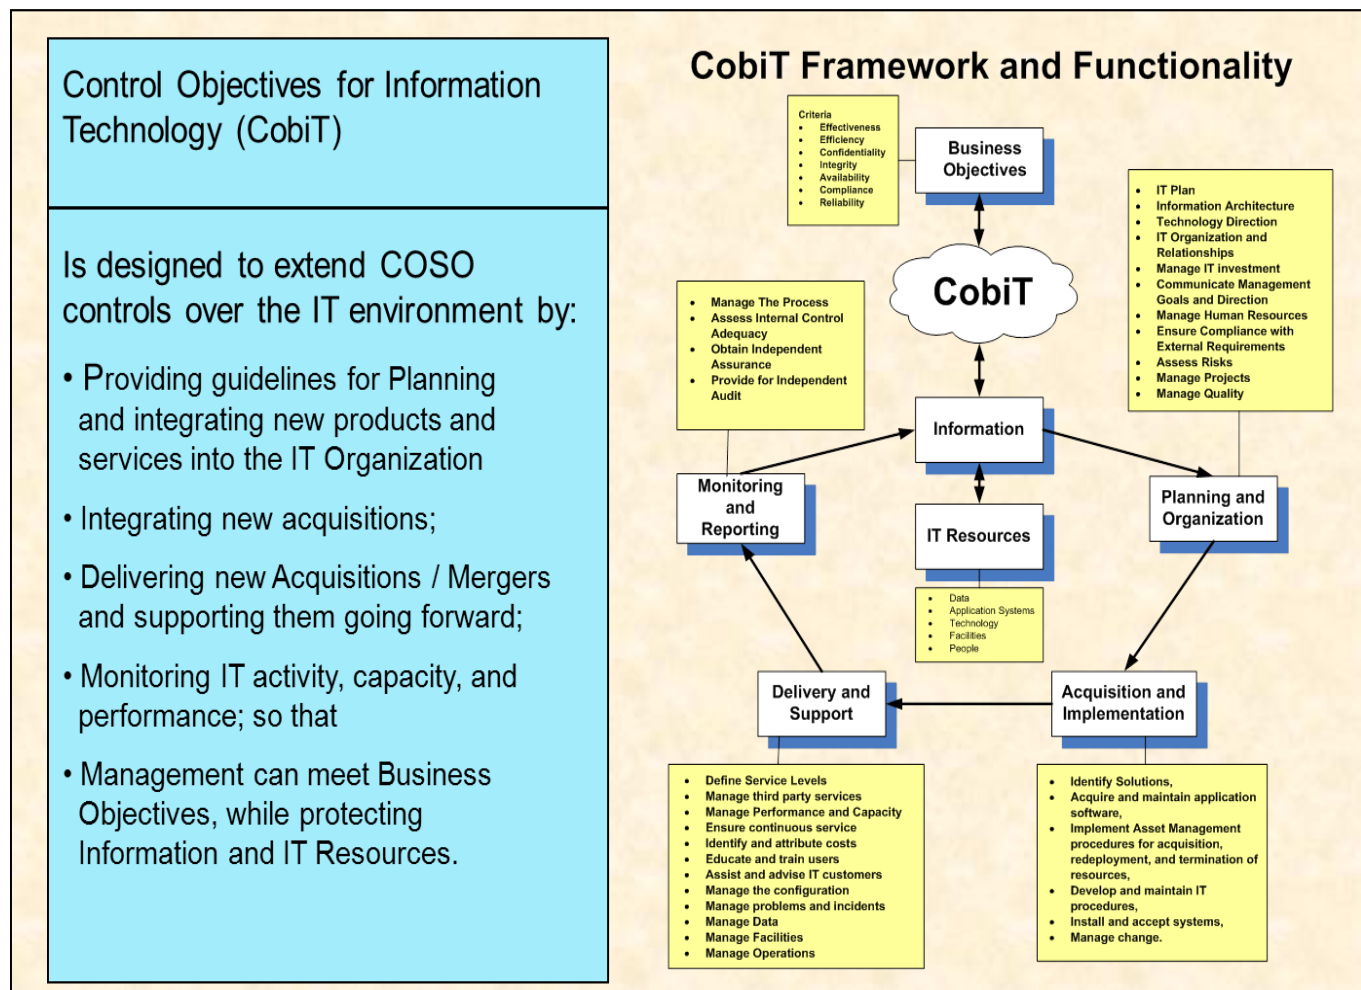 Control Objectives for Information
Technology (CobiT)
Is designed to extend COSO
controls over the IT environment by:
• Providing guidelines for Planning
and integrating new products and
services into the IT Organization
• Integrating new acquisitions;
• Delivering new Acquisitions / Mergers
and supporting them going forward;
• Monitoring IT activity, capacity, and
performance; so that
• Management can meet Business
Objectives, while protecting
Information and IT Resources.
CobiT Framework and Functionality
Criteria
• Effectiveness
• Efficiency
• Confidentiality
• Integrity
• Availability
• Compliance
• Reliability
Business
Objectives
CobiT
• IT Plan
• Information Architecture
• Technology Direction
• IT Organization and
Relationships
• Manage IT investment
• Communicate Management
Goals and Direction
• Manage Human Resources
• Ensure Compliance with
External Requirements
• Assess Risks
• Manage Projects
• Manage Quality
• Manage The Process
• Assess Internal Control
Adequacy
• Obtain Independent
Assurance
• Provide for Independent
Audit
Information
Monitoring
and
Reporting
IT Resources
Planning and
Organization
• Data
• Application Systems
• Technology
• Facilities
• People
Delivery and
Support
Acquisition and
Implementation
• Define Service Levels
• Manage third party services
• Manage Performance and Capacity
• Ensure continuous service
• Identify and attribute costs
• Educate and train users
• Assist and advise IT customers
• Manage the configuration
• Manage problems and incidents
• Manage Data
• Manage Facilities
• Manage Operations
• Identify Solutions,
• Acquire and maintain application
software,
• Implement Asset Management
procedures for acquisition,
redeployment, and termination of
resources,
• Develop and maintain IT
procedures,
• Install and accept systems,
• Manage change.